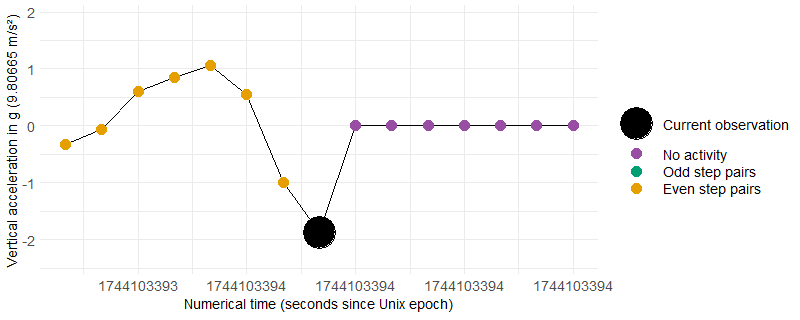 Vertical acceleration in g (9.80665 m/s²)
2
1
0
-1
-2
1744103393
1744103394
1744103394
1744103394
1744103394
Numerical time (seconds since Unix epoch)
Current observation
No activity
Odd step pairs
Even step pairs